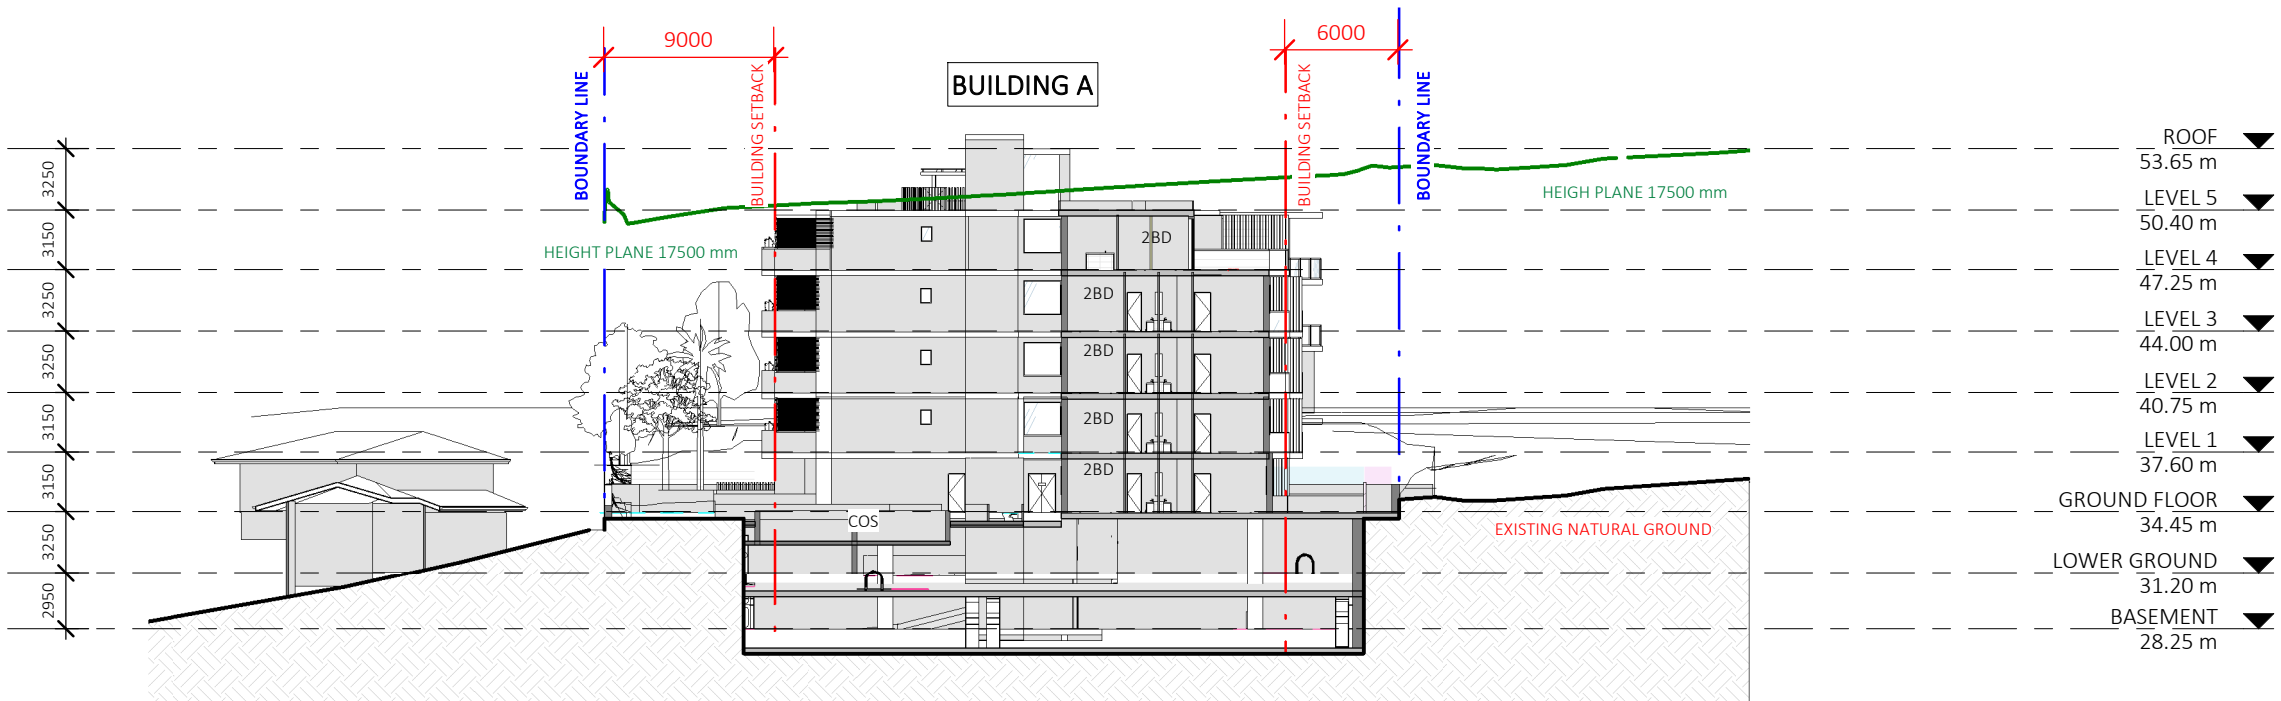 9000
6000
BUILDING A
BOUNDARY LINE
BUILDING SETBACK
BUILDING SETBACK
BOUNDARY LINE
ROOF
53.65 m
3250
HEIGH PLANE 17500 mm
LEVEL 5
50.40 m
3150
HEIGHT PLANE 17500 mm
2BD
LEVEL 4
47.25 m
3250
2BD
LEVEL 3
44.00 m
3250
2BD
LEVEL 2
40.75 m
3150
2BD
LEVEL 1
37.60 m
3150
2BD
GROUND FLOOR
34.45 m
COS
EXISTING NATURAL GROUND
3250
LOWER GROUND
31.20 m
2950
BASEMENT
28.25 m